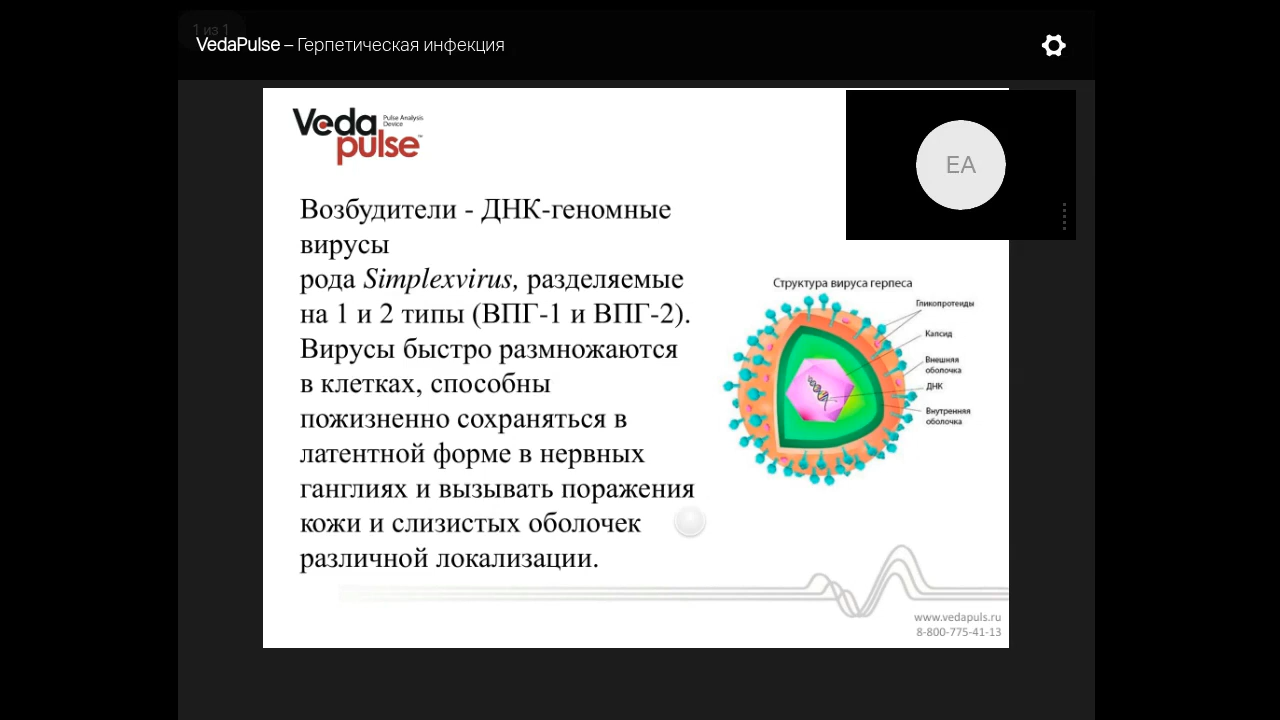 1 из 1
VedaPulse – Герпетическая инфекция
Veda
Pulse Analysis
Device
pulse™
EA
Возбудители - ДНК-геномные
вирусы
рода Simplexvirus, разделяемые
на 1 и 2 типы (ВПГ-1 и ВПГ-2).
Вирусы быстро размножаются
в клетках, способны
пожизненно сохраняться в
латентной форме в нервных
ганглиях и вызывать поражения
кожи и слизистых оболочек
различной локализации.
Структура вируса герпеса
Гликопротеиды
Капсид
Внешняя
оболочка
ДНК
Внутренняя
оболочка
www.vedapuls.ru
8-800-775-41-13